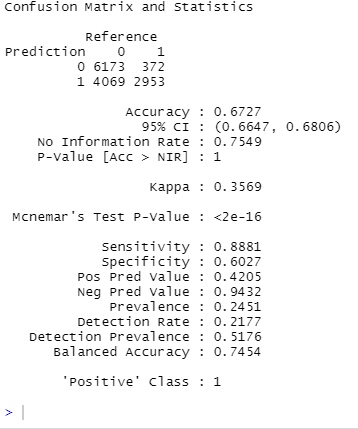 Confusion Matrix and Statistics
Reference
Prediction 0 1
0 6173 372
1 4069 2953
Accuracy : 0.6727
95% CI : (0.6647, 0.6806)
No Information Rate : 0.7549
P-Value [Acc > NIR] : 1
Kappa : 0.3569
Mcnemar's Test P-Value : <2e-16
Sensitivity : 0.8881
Specificity : 0.6027
Pos Pred Value : 0.4205
Neg Pred Value : 0.9432
Prevalence : 0.2451
Detection Rate : 0.2177
Detection Prevalence : 0.5176
Balanced Accuracy : 0.7454
'Positive' Class : 1
>